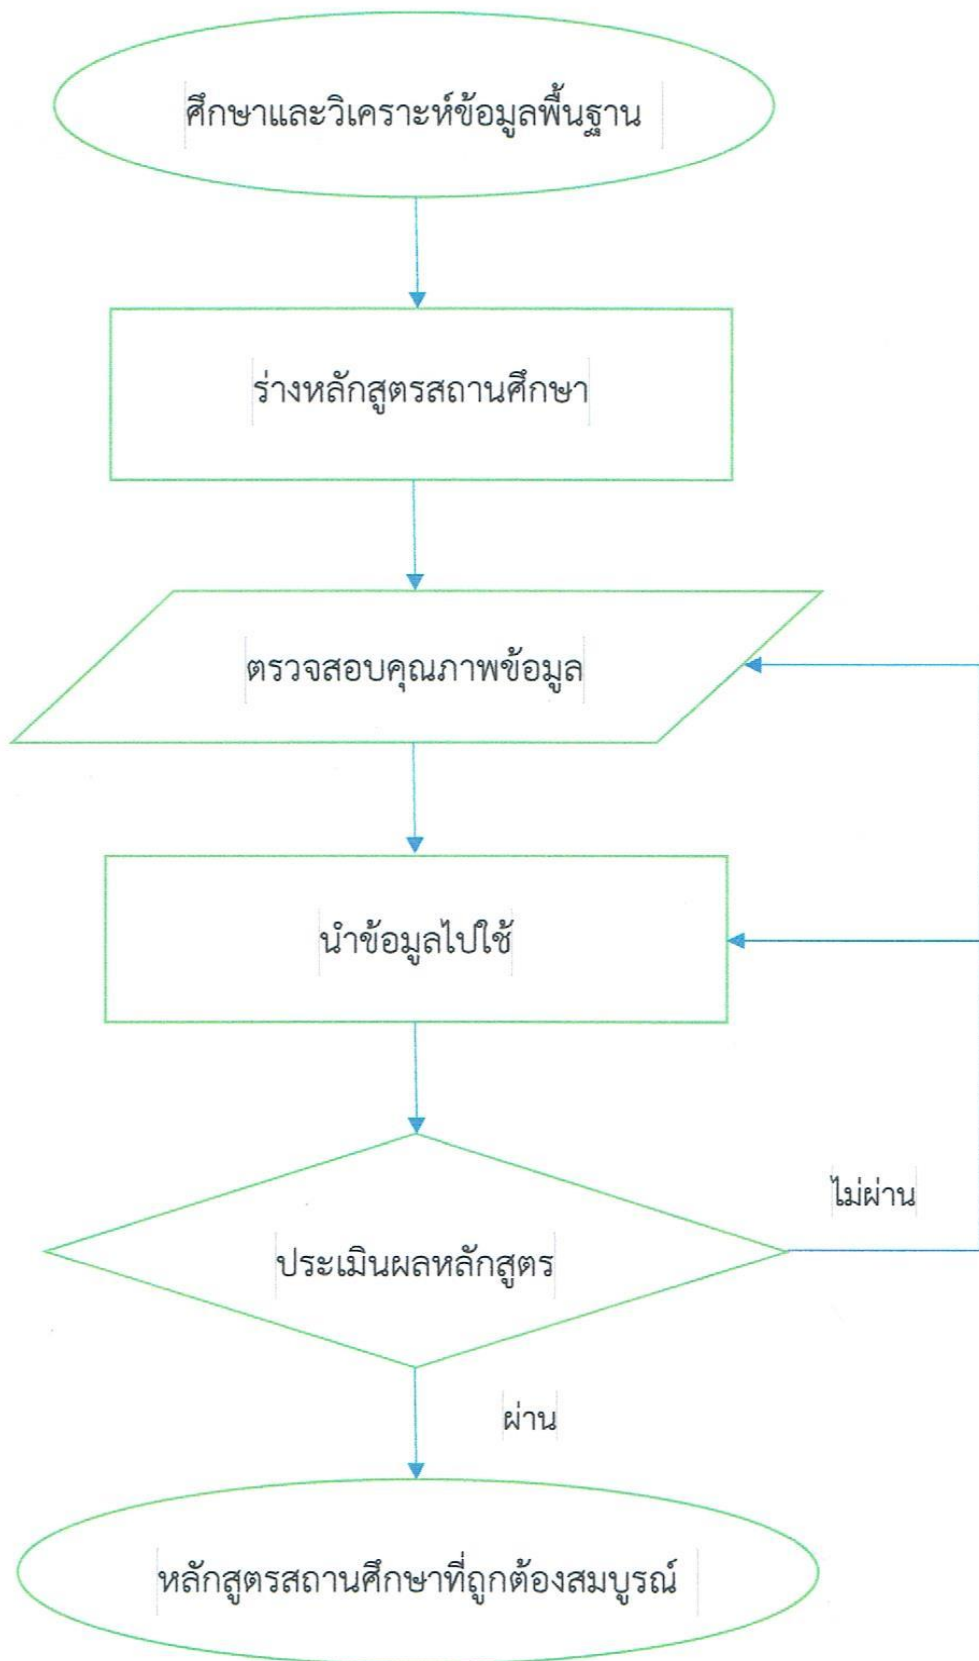 ศึกษาและวิเคราะห์ข้อมูลพื้นฐาน
ร่างหลักสูตรสถานศึกษา
ตรวจสอบคุณภาพข้อมูล
นำข้อมูลไปใช้
ไม่ผ่าน
ประเมินผลหลักสูตร
ผ่าน
หลักสูตรสถานศึกษาที่ถูกต้องสมบูรณ์